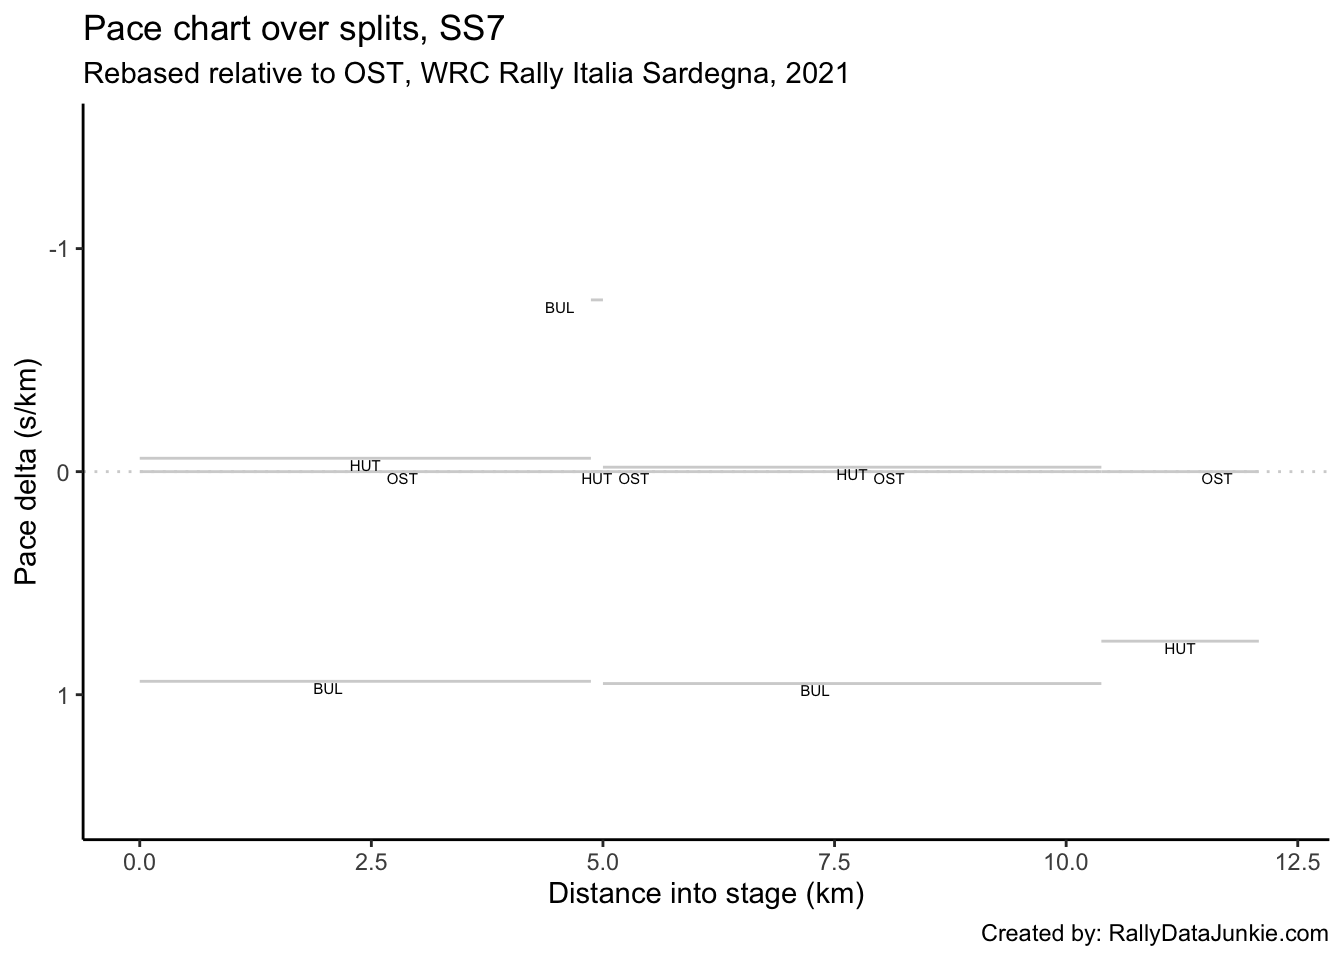 Pace chart over splits, SS7
Rebased relative to OST, WRC Rally Italia Sardegna, 2021
Pace delta (s/km)
-1
BUL
0
HUT
OST
HUT OST
HUT
OST
OST
HUT
1
BUL
BUL
0.0 2.5 5.0 7.5 10.0 12.5
Distance into stage (km)
Created by: RallyDataJunkie.com